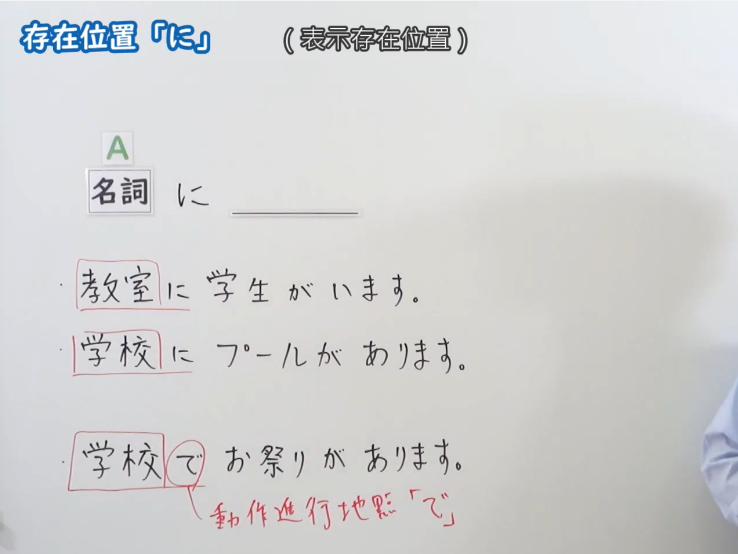 存在位置「に」 (表示存在位置)
A
名詞 に
・教室に学生がいます。
・学校にプールがあります。
・学校でお祭りがあります。
動作進行地點「で」